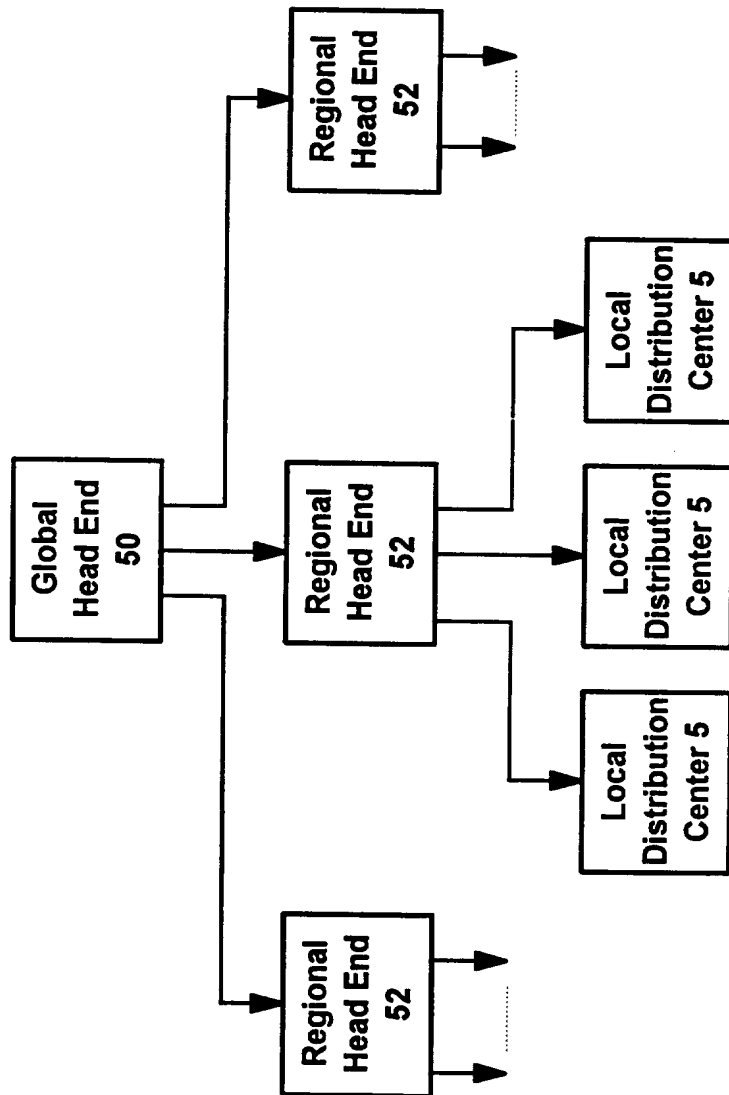 Global
Head End
50
Regional
Head End
52
Regional
Head End
52
Regional
Head End
52
Local
Distribution
Center 5
Local
Distribution
Center 5
Local
Distribution
Center 5